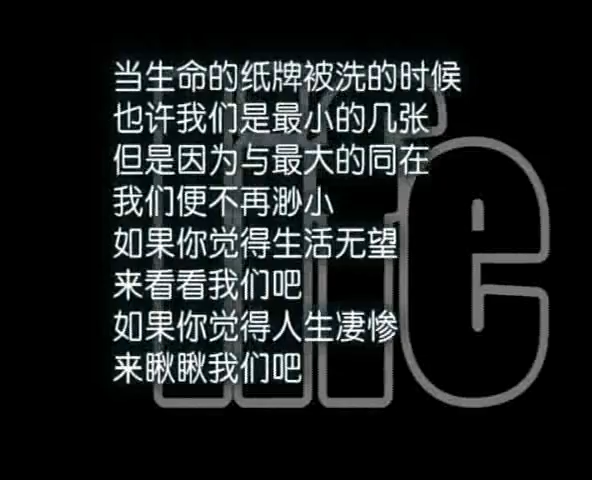 当生命的纸牌被洗的时候
也许我们是最小的几张
但是因为与最大的同在
我们便不再渺小
如果你觉得生活无望
来看看我们吧
如果你觉得人生凄惨
来瞅瞅我们吧
life